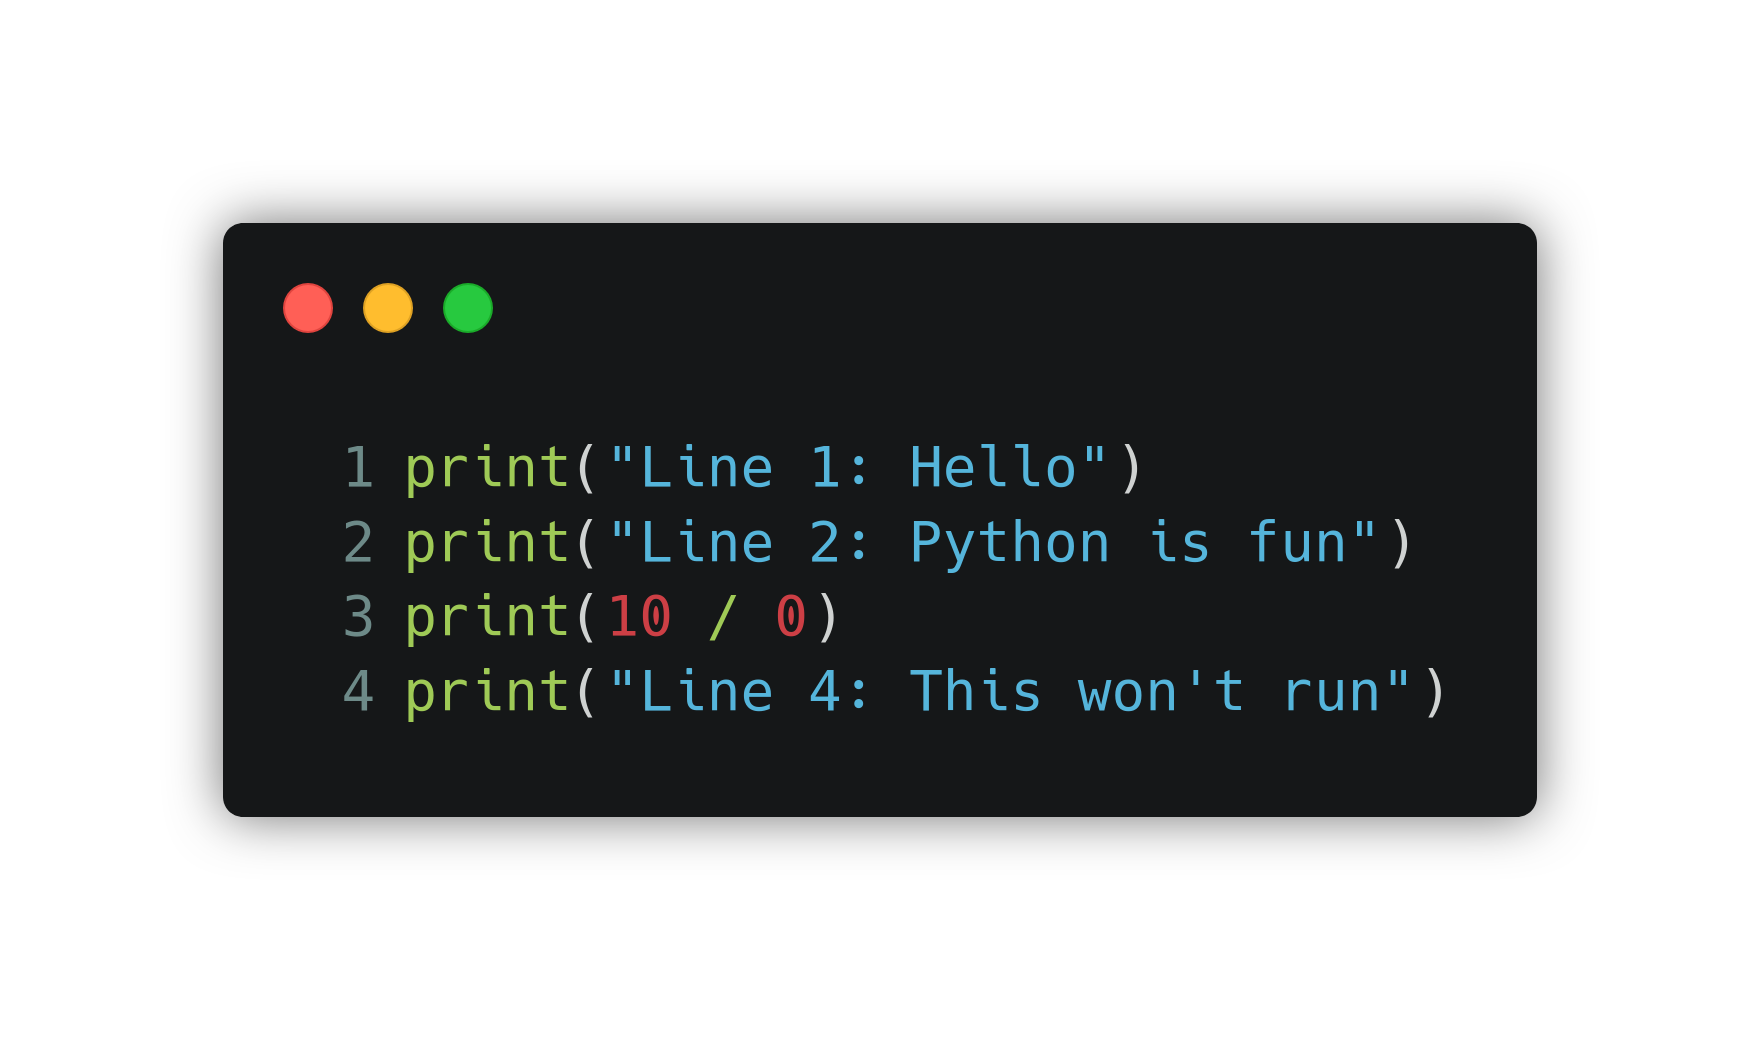 1 print("Line 1: Hello")
2 print("Line 2: Python is fun")
3 print(10 / 0)
4 print("Line 4: This won't run")